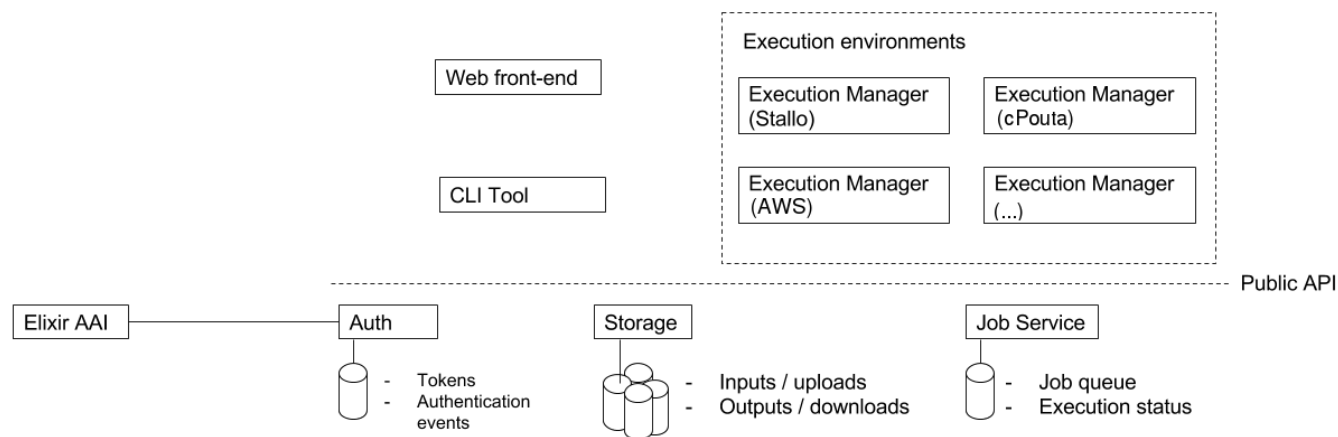 Execution environments
Web front-end
Execution Manager
(Stallo)
Execution Manager
(cPouta)
CLI Tool
Execution Manager
(AWS)
Execution Manager
(...)
Public API
Elixir AAI
Auth
Storage
Job Service
- Tokens
- Authentication
events
- Inputs / uploads
- Outputs / downloads
- Job queue
- Execution status